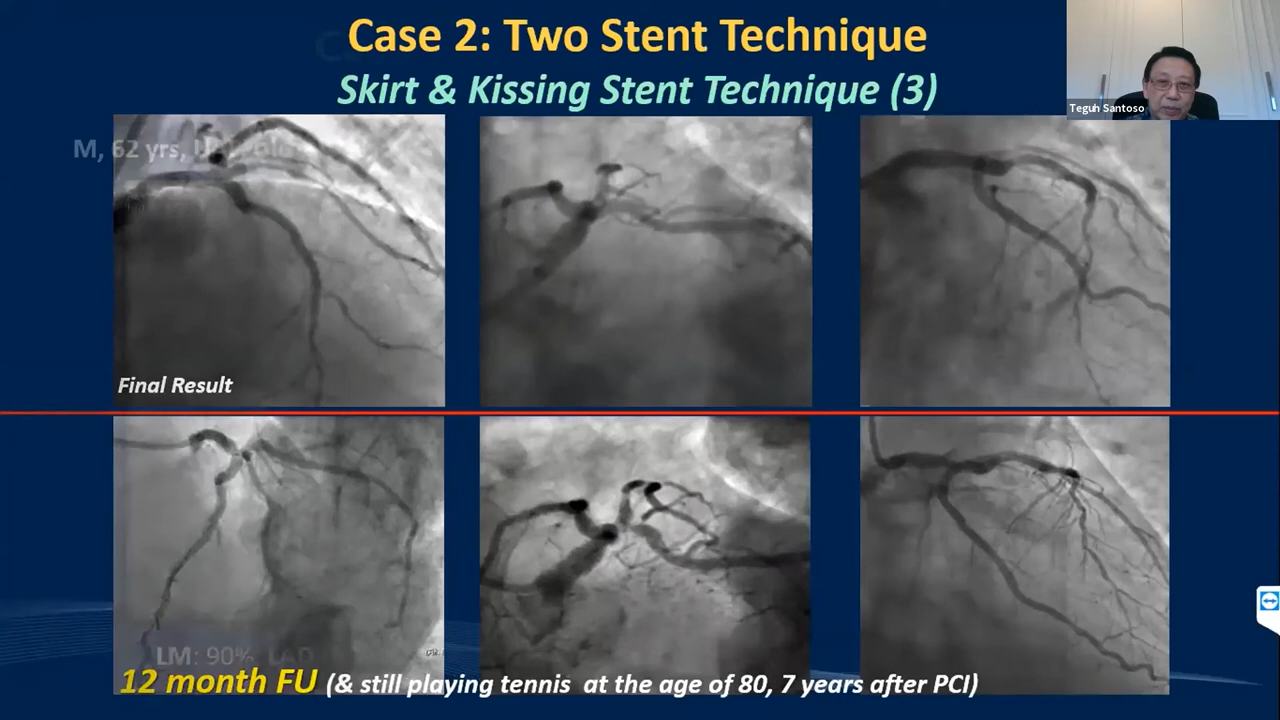 Case 2: Two Stent Technique
Skirt & Kissing Stent Technique (3)
Teguh Santoso
M, 62 yrs,
Final Result
LM: 90%, LAD
12 month FU (& still playing tennis at the age of 80, 7 years after PCI)